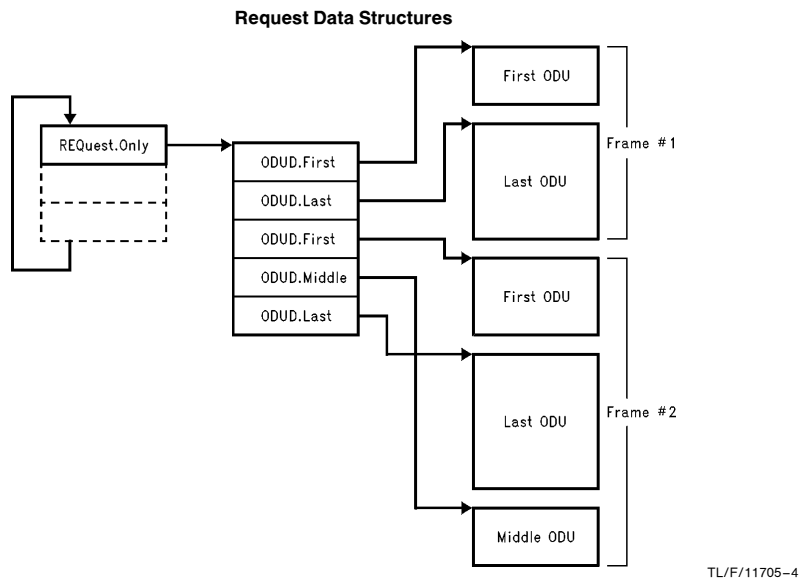 Request Data Structures
REQuest.Only
ODUD.First
ODUD.Last
ODUD.First
ODUD.Middle
ODUD.Last
First ODU
Last ODU
Frame #1
First ODU
Last ODU
Middle ODU
Frame #2
TL/F/11705–4